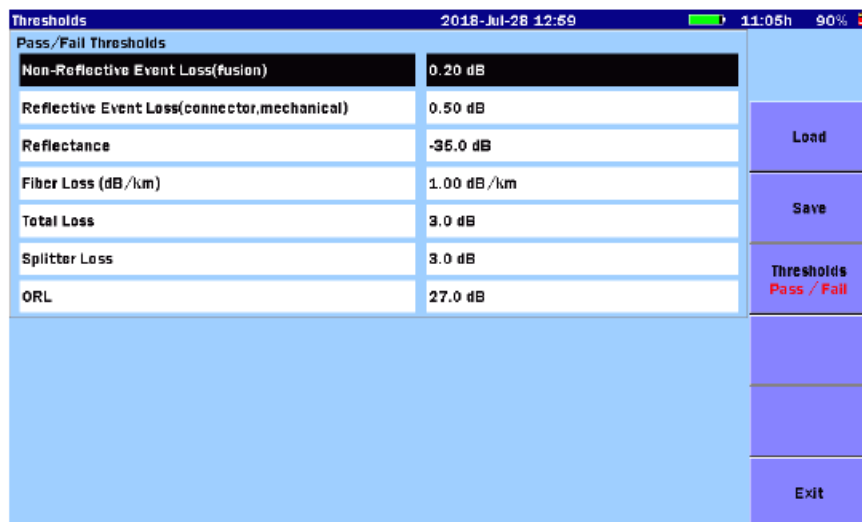 Thresholds 2018-Jul-28 12:59 11:05h 90%
Pass/Fail Thresholds
Non-Reflective Event Loss(fusion) 0.20 dB
Reflective Event Loss(connector,mechanical) 0.50 dB
Reflectance -35.0 dB
Fiber Loss (dB/km) 1.00 dB/km
Total Loss 3.0 dB
Splitter Loss 3.0 dB
ORL 27.0 dB
Load
Save
Thresholds
Pass / Fail
Exit